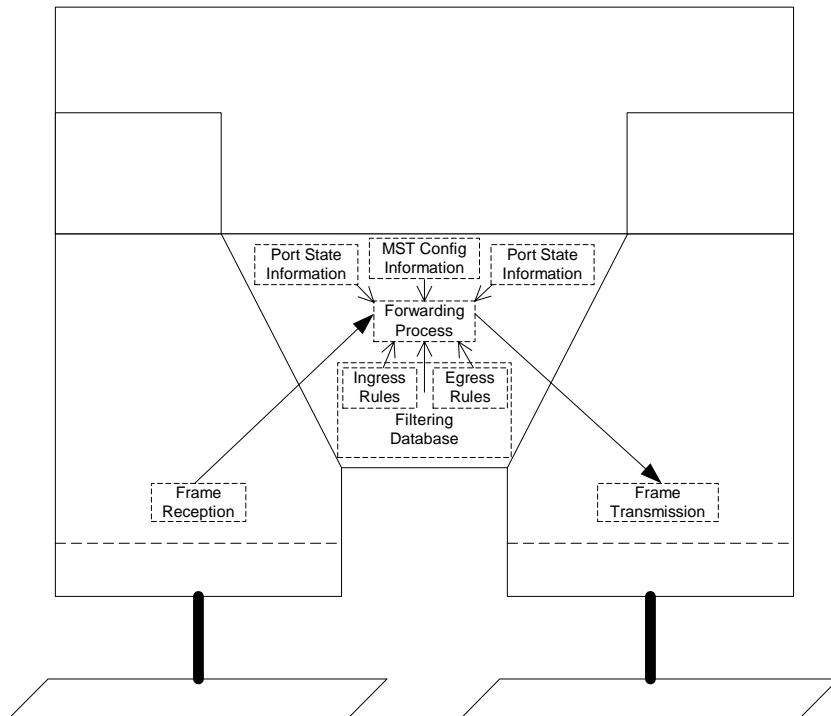 Port State
Information
MST Config
Information
Port State
Information
Forwarding
Process
Ingress
Rules
Egress
Rules
Filtering
Database
Frame
Reception
Frame
Transmission